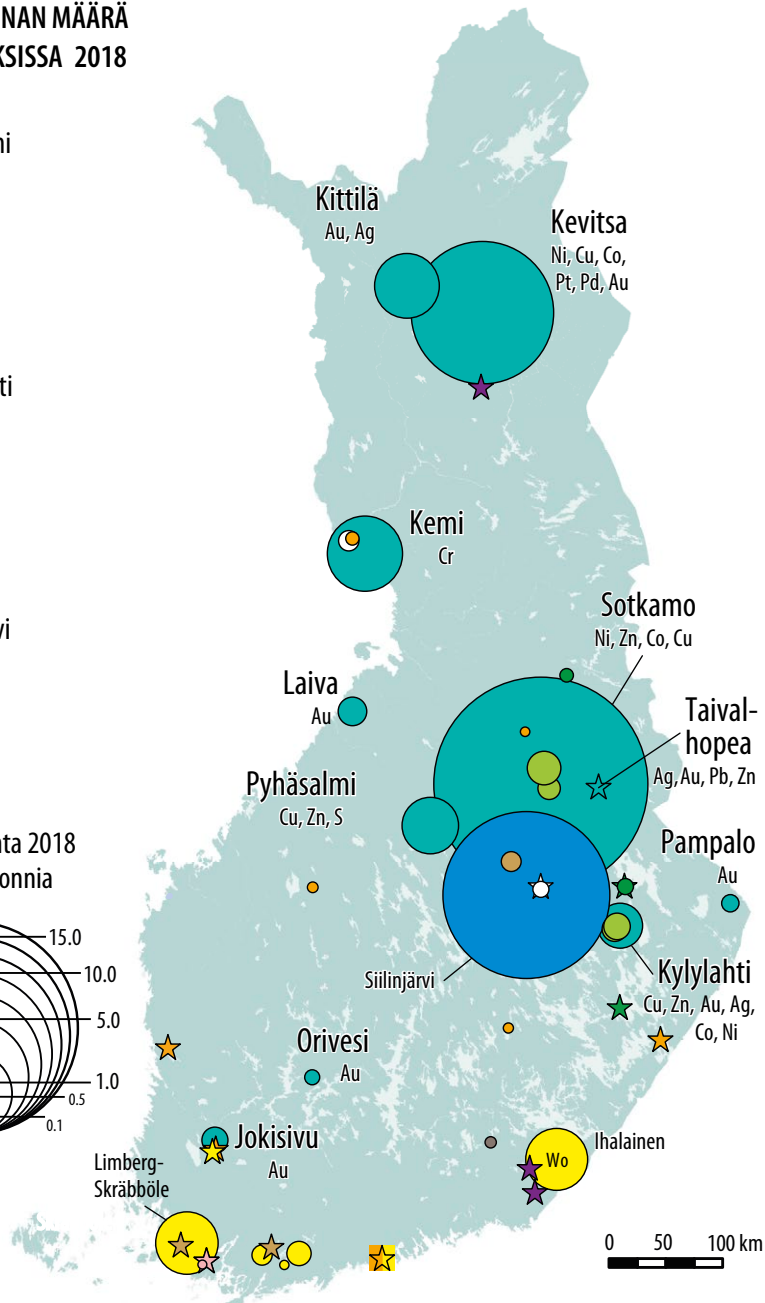 NAN MÄÄRÄ
KSISSA 2018
Kittilä
Au, Ag
Kevitsa
Ni, Cu, Co,
Pt, Pd, Au
ti
Kemi
Cr
Sotkamo
Ni, Zn, Co, Cu
vi
Laiva
Au
Taival-
hopea
Ag, Au, Pb, Zn
Pyhäsalmi
Cu, Zn, S
Pampalo
Au
nta 2018
onnia
15.0
10.0
5.0
1.0
0.5
0.1
Siilinjärvi
Kylylahti
Cu, Zn, Au, Ag,
Co, Ni
Orivesi
Au
Jokisivu
Au
Ihalainen
Wo
Limberg-
Skräbböle
0 50 100 km